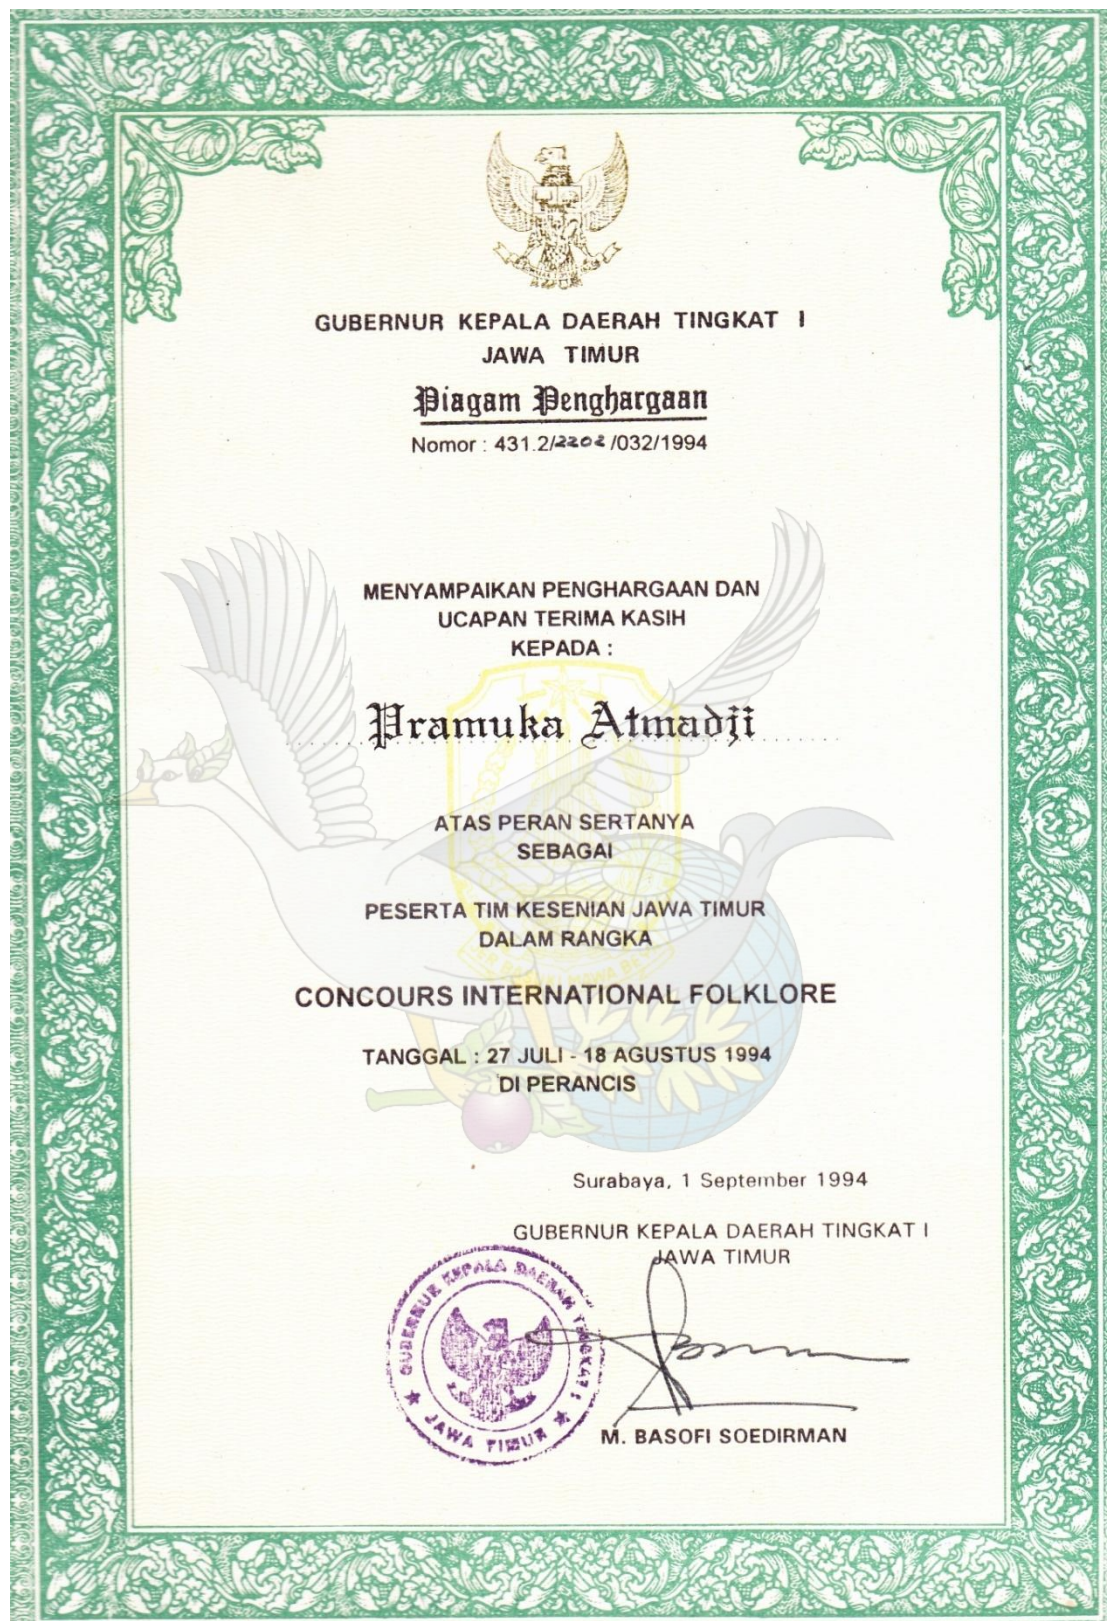 GUBERNUR KEPALA DAERAH TINGKAT I
JAWA TIMUR
Piagam Penghargaan
Nomor : 431.2/2202/032/1994
MENYAMPAIKAN PENGHARGAAN DAN
UCAPAN TERIMA KASIH
KEPADA :
Pramuka Atmadji
ATAS PERAN SERTANYA
SEBAGAI
PESERTA TIM KESENIAN JAWA TIMUR
DALAM RANGKA
CONCOURS INTERNATIONAL FOLKLORE
TANGGAL : 27 JULI - 18 AGUSTUS 1994
DI PERANCIS
Surabaya, 1 September 1994
GUBERNUR KEPALA DAERAH TINGKAT I
JAWA TIMUR
GUBERNUR KEPALA DAERAH TINGKAT I
JAWA TIMUR
M. BASOFI SOEDIRMAN